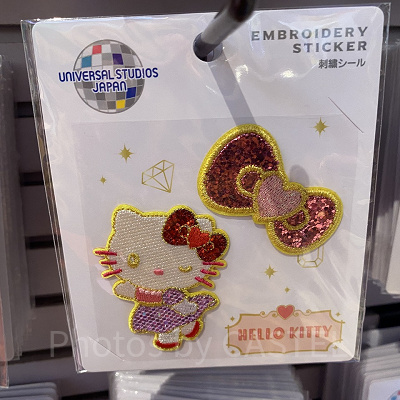 UNIVERSAL STUDIOS
JAPAN
EMBROIDERY
STICKER
刺繍シール
HELLO KITTY
Photos by CASTEL